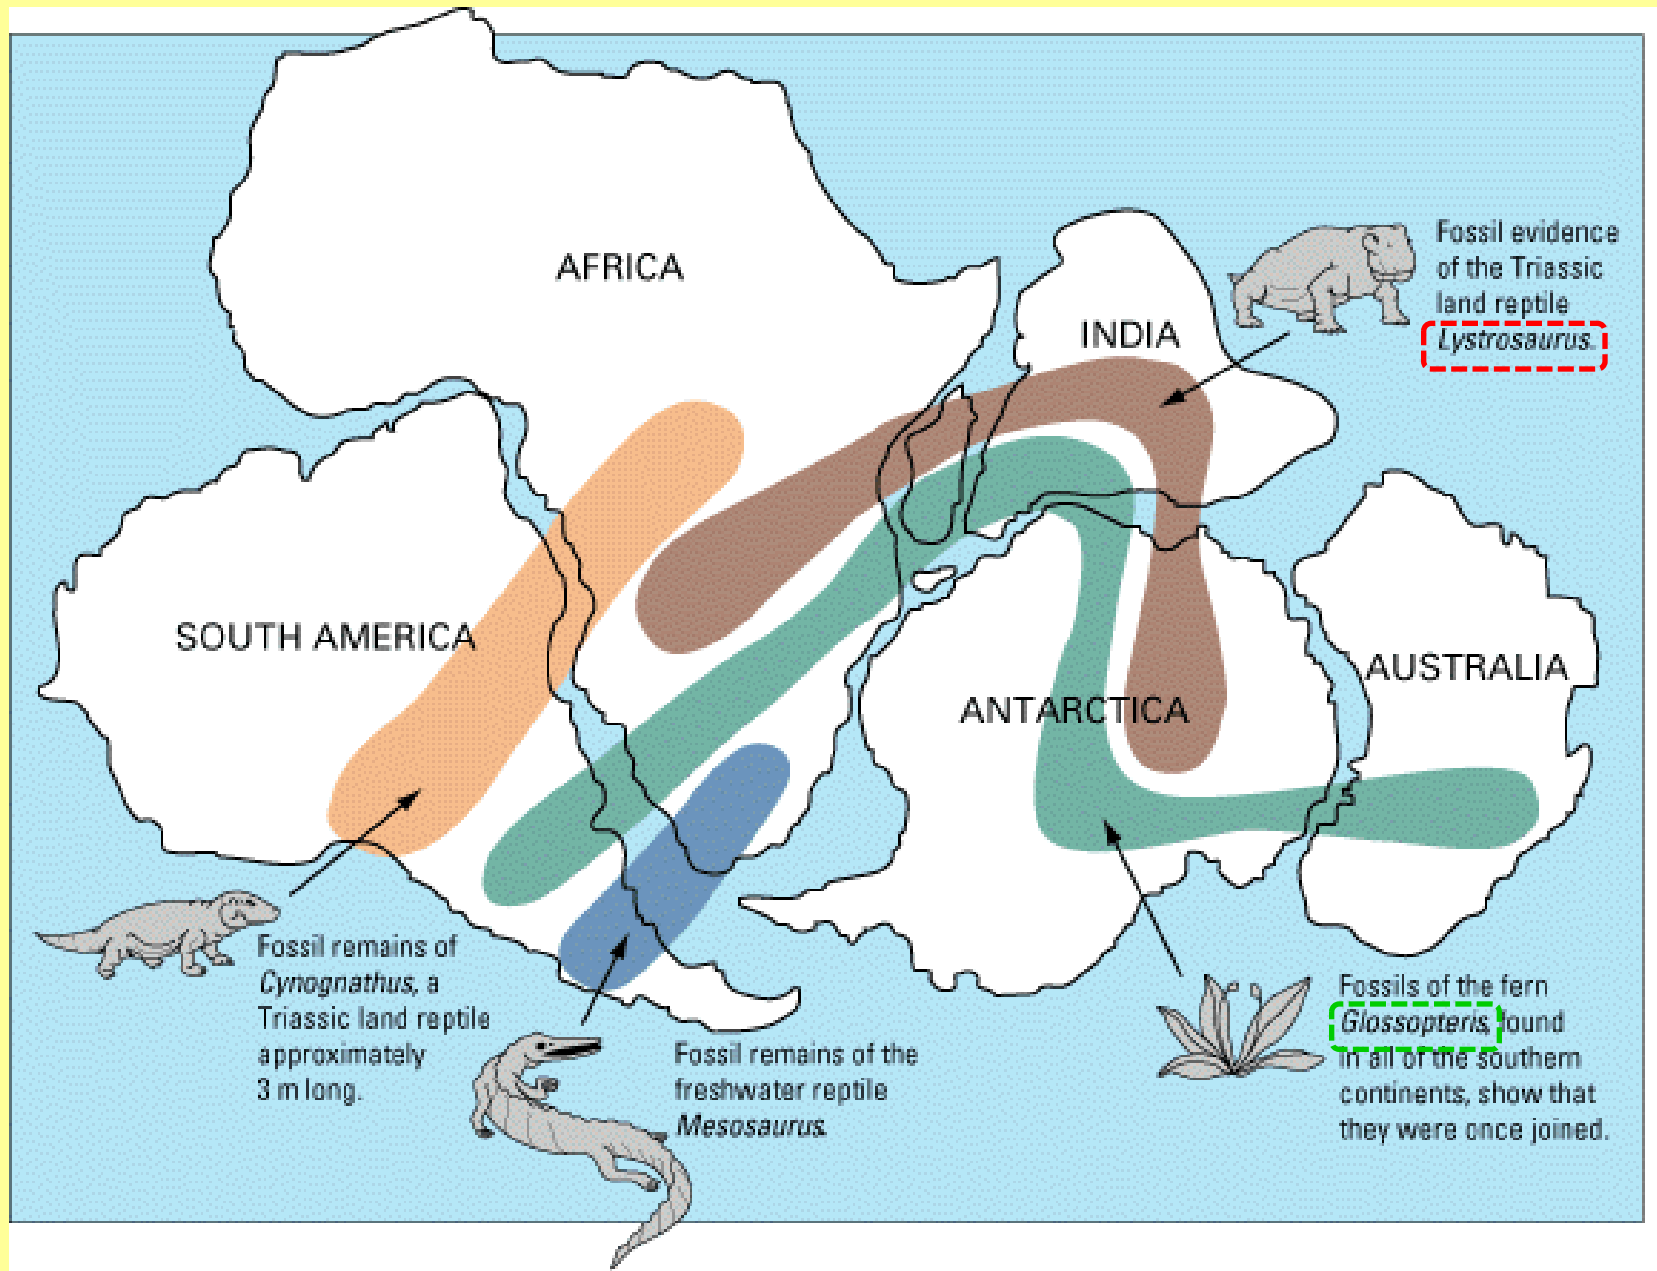 AFRICA
INDIA
Fossil evidence
of the Triassic
land reptile
Lystrosaurus.
SOUTH AMERICA
ANTARCTICA
AUSTRALIA
Fossil remains of
Cynognathus, a
Triassic land reptile
approximately
3 m long.
Fossil remains of the
freshwater reptile
Mesosaurus.
Fossils of the fern
Glossopteris, found
in all of the southern
continents, show that
they were once joined.